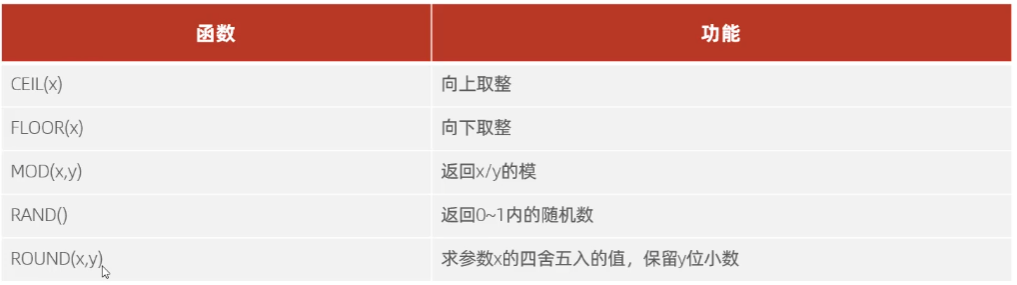 函数 功能
CEIL(x) 向上取整
FLOOR(x) 向下取整
MOD(x,y) 返回x/y的模
RAND() 返回0~1内的随机数
ROUND(x,y) 求参数x的四舍五入的值，保留y位小数